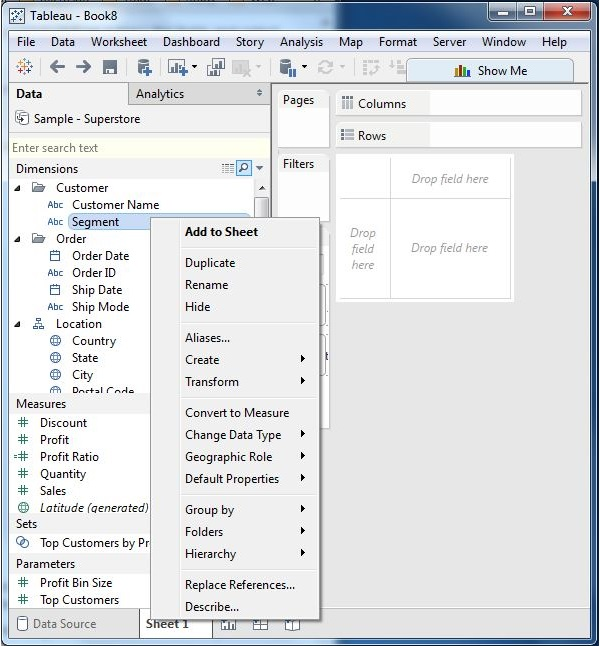 Tableau - Book8
File Data Worksheet Dashboard Story Analysis Map Format Server Window Help
Show Me
Data Analytics
Sample - Superstore
Enter search text
Dimensions
Customer
Abc Customer Name
Abc Segment
Order
Order Date
Abc Order ID
Ship Date
Abc Ship Mode
Location
Country
State
City
Postal Code
Measures
# Discount
# Profit
=# Profit Ratio
# Quantity
# Sales
Latitude (generated)
Sets
Top Customers by Pr
Parameters
# Profit Bin Size
# Top Customers
Data Source
Sheet 1
Add to Sheet
Duplicate
Rename
Hide
Aliases...
Create
Transform
Convert to Measure
Change Data Type
Geographic Role
Default Properties
Group by
Folders
Hierarchy
Replace References...
Describe...
Pages
Filters
Columns
Rows
Drop field here
Drop
field
here
Drop field here